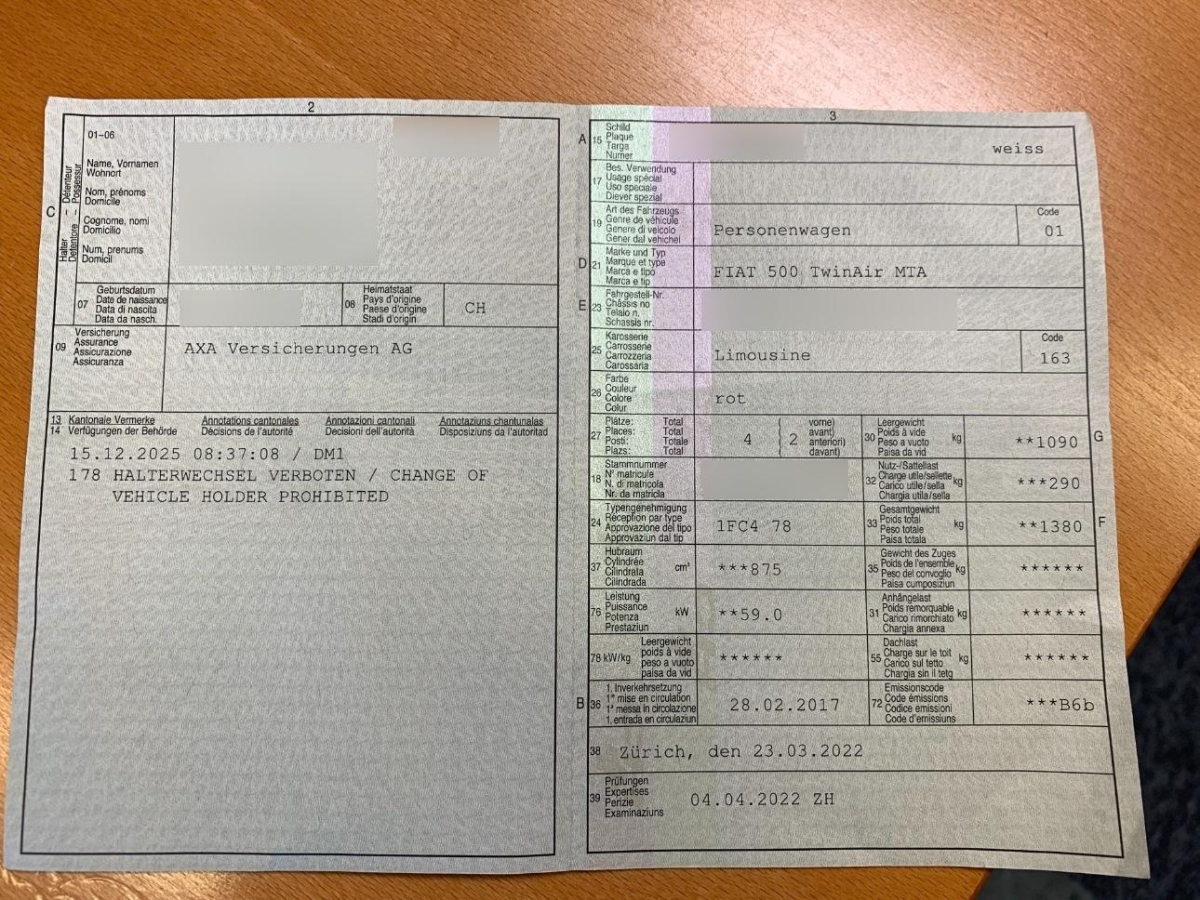 2
01-06
Halter - Détenteur
Detentore - Possessur
C
Name, Vornamen
Wohnort
Nom, prénoms
Domicile
Cognome, nomi
Domicilio
Num, prenums
Domicil
07
Geburtsdatum
Date de naissance
Data di nascita
Data da nasch.
08
Heimatstaat
Pays d'origine
Paese d'origine
Stadi d'origin
CH
09
Versicherung
Assurance
Assicurazione
Assicuranza
AXA Versicherungen AG
13 Kantonale Vermerke Annotations cantonales Annotazioni cantonali Annotaziuns chantunalas
14 Verfügungen der Behörde Décisions de l'autorité Decisioni dell'autorità Disposiziuns da l'autoritad
15.12.2025 08:37:08 / DM1
178 HALTERWECHSEL VERBOTEN / CHANGE OF
VEHICLE HOLDER PROHIBITED
3
A 15
Schild
Plaque
Targa
Numer
weiss
17
Bes. Verwendung
Usage spécial
Uso speciale
Diever spezial
19
Art des Fahrzeugs
Genre de véhicule
Genere di veicolo
Gener dal vehichel
Personenwagen
Code
01
D 21
Marke und Typ
Marque et type
Marca e tipo
Marca e tip
FIAT 500 TwinAir MTA
E 23
Fahrgestell-Nr.
Châssis no
Telaio n.
Schassis nr.
25
Karosserie
Carrosserie
Carrozzeria
Carossaria
Limousine
Code
163
26
Farbe
Couleur
Colore
Colur
rot
27
Plätze: Total
Places: Total
Posti: Totale
Plazs: Total
4 2
vorne)
avant)
anteriori)
davant)
30
Leergewicht
Poids à vide
Peso a vuoto
Paisa da vid
kg
**1090
G
18
Stammnummer
N° matricule
N. di matricola
Nr. da matricla
32
Nutz-/Sattellast
Charge utile/sellette
Carico utile/sella
Chargia utila/sella
kg
***290
24
Typengenehmigung
Réception par type
Approvazione del tipo
Approvaziun dal tip
1FC4 78
33
Gesamtgewicht
Poids total
Peso totale
Paisa totala
kg
**1380
F
37
Hubraum
Cylindrée
Cilindrata
Cilindrada
cm³
***875
35
Gewicht des Zuges
Poids de l'ensemble
Peso del convoglio
Paisa cumposiziun
kg
******
76
Leistung
Puissance
Potenza
Prestaziun
kW
**59.0
31
Anhängelast
Poids remorquable
Carico rimorchiato
Chargia annexa
kg
******
78 kW/kg
Leergewicht
poids à vide
peso a vuoto
paisa da vid
******
55
Dachlast
Charge sur le toit
Carico sul tetto
Chargia sin il tetg
kg
******
B 36
1. Inverkehrsetzung
1re mise en circulation
1a messa in circolazione
1. entrada en circulaziun
28.02.2017
72
Emissionscode
Code émissions
Codice emissioni
Code d'emissiuns
***B6b
38
Zürich, den 23.03.2022
39
Prüfungen
Expertises
Perizie
Examinaziuns
04.04.2022 ZH